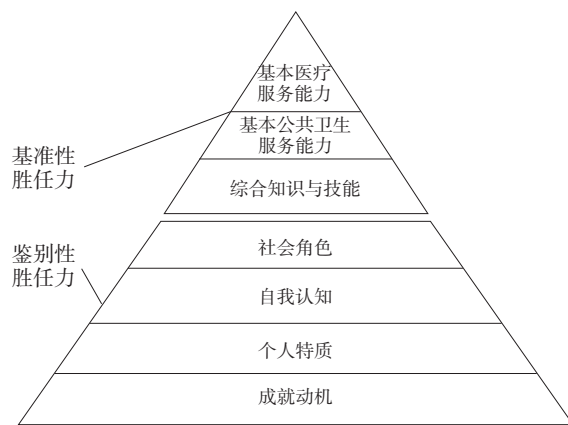 基本医疗
服务能力
基本公共卫生
服务能力
基准性
胜任力
综合知识与技能
鉴别性
胜任力
社会角色
自我认知
个人特质
成就动机